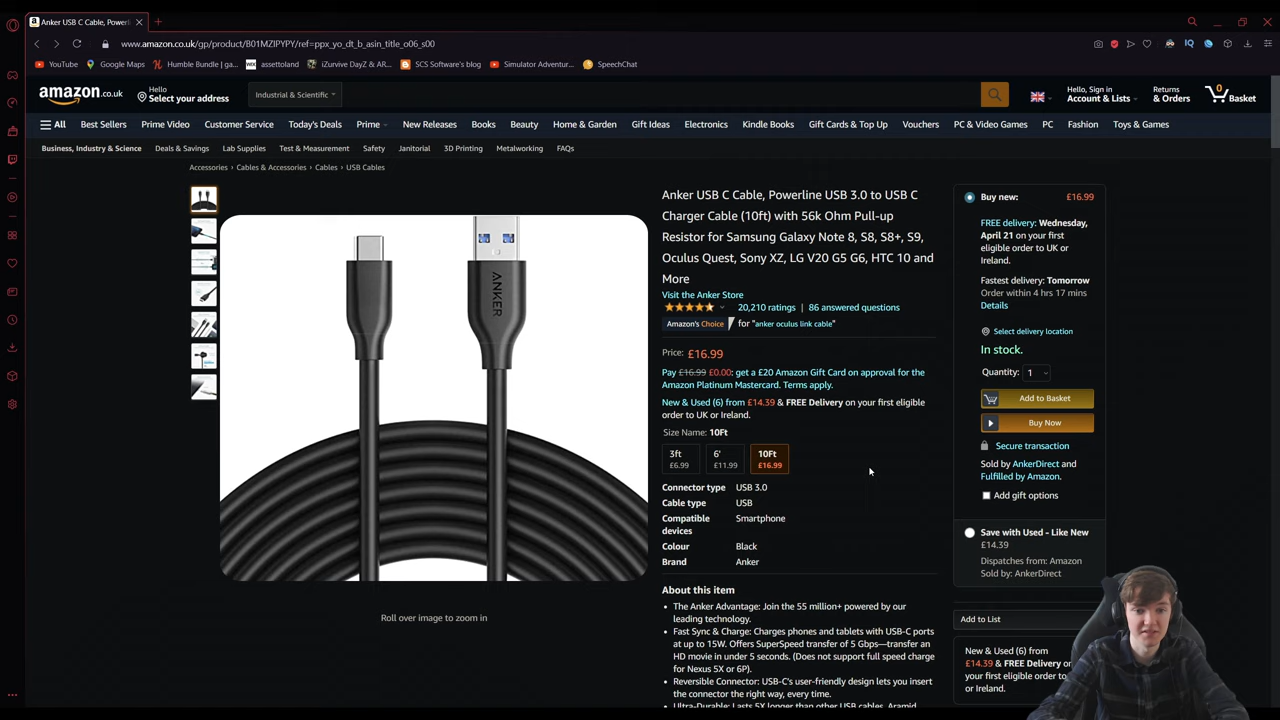 Anker USB C Cable, Powerl
www.amazon.co.uk/gp/product/B01MZIPYPY/ref=ppx_yo_dt_b_asin_title_o06_s00
YouTube Google Maps Humble Bundle | ga... assettoland iZurvive DayZ & AR... SCS Software's blog Simulator Adventur... SpeechChat
amazon.co.uk
Hello
Select your address
Industrial & Scientific
Hello, Sign in
Account & Lists
Returns
& Orders
0
Basket
All Best Sellers Prime Video Customer Service Today's Deals Prime New Releases Books Beauty Home & Garden Gift Ideas Electronics Kindle Books Gift Cards & Top Up Vouchers PC & Video Games PC Fashion Toys & Games
Business, Industry & Science Deals & Savings Lab Supplies Test & Measurement Safety Janitorial 3D Printing Metalworking FAQs
Accessories › Cables & Accessories › Cables › USB Cables
ANKER
Roll over image to zoom in
Anker USB C Cable, Powerline USB 3.0 to USB C
Charger Cable (10ft) with 56k Ohm Pull-up
Resistor for Samsung Galaxy Note 8, S8, S8+, S9,
Oculus Quest, Sony XZ, LG V20 G5 G6, HTC 10 and
More
Visit the Anker Store
20,210 ratings | 86 answered questions
Amazon's Choice for "anker oculus link cable"
Price: £16.99
Pay £16.99 £0.00: get a £20 Amazon Gift Card on approval for the
Amazon Platinum Mastercard. Terms apply.
New & Used (6) from £14.39 & FREE Delivery on your first eligible
order to UK or Ireland.
Size Name: 10Ft
3ft 6' 10Ft
£6.99 £11.99 £16.99
Connector type USB 3.0
Cable type USB
Compatible Smartphone
devices
Colour Black
Brand Anker
About this item
• The Anker Advantage: Join the 55 million+ powered by our
leading technology.
• Fast Sync & Charge: Charges phones and tablets with USB-C ports
at up to 15W. Offers SuperSpeed transfer of 5 Gbps—transfer an
HD movie in under 5 seconds. (Does not support full speed charge
for Nexus 5X or 6P).
• Reversible Connector: USB-C's user-friendly design lets you insert
the connector the right way, every time.
• Ultra-Durable: Lasts 5X longer than other USB cables. Aramid
Buy new: £16.99
FREE delivery: Wednesday,
April 21 on your first
eligible order to UK or
Ireland.
Fastest delivery: Tomorrow
Order within 4 hrs 17 mins
Details
Select delivery location
In stock.
Quantity: 1
Add to Basket
Buy Now
Secure transaction
Sold by AnkerDirect and
Fulfilled by Amazon.
Add gift options
Save with Used - Like New
£14.39
Dispatches from: Amazon
Sold by: AnkerDirect
Add to List
New & Used (6) from
£14.39 & FREE Delivery on
your first eligible order to UK
or Ireland.